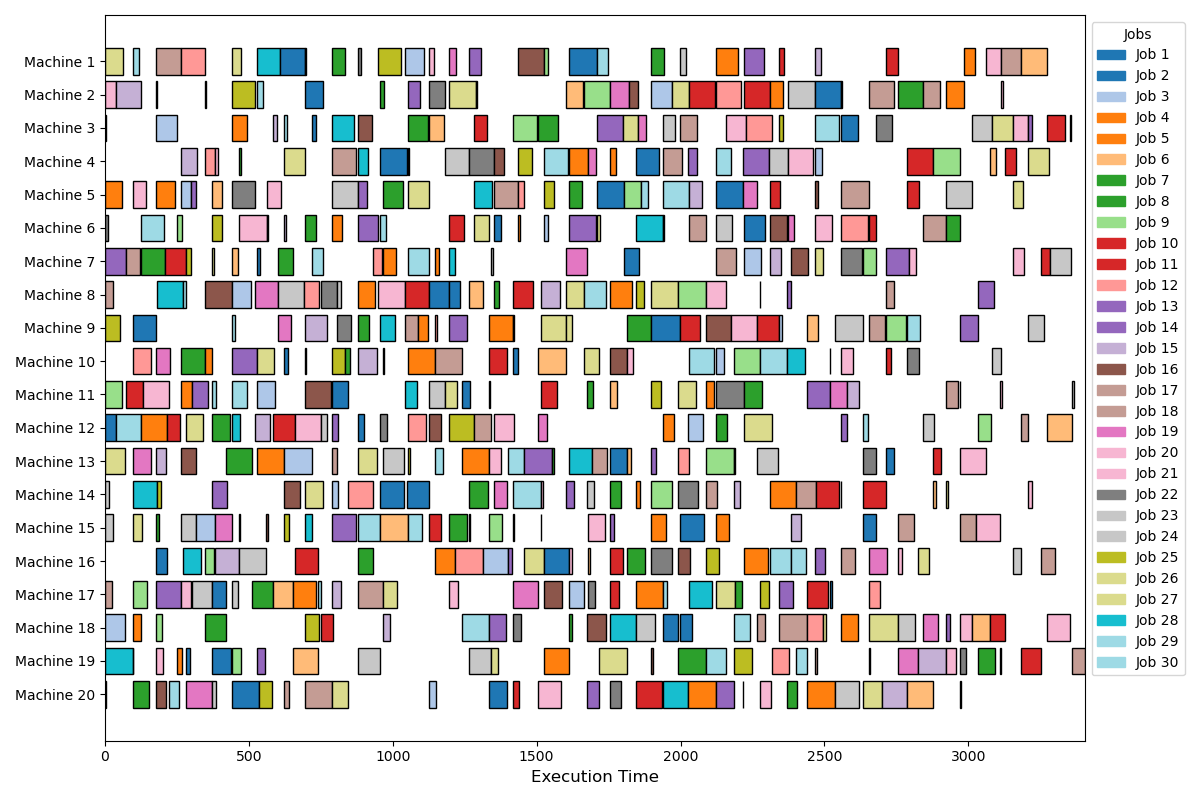 Machine 1
Machine 2
Machine 3
Machine 4
Machine 5
Machine 6
Machine 7
Machine 8
Machine 9
Machine 10
Machine 11
Machine 12
Machine 13
Machine 14
Machine 15
Machine 16
Machine 17
Machine 18
Machine 19
Machine 20
0 500 1000 1500 2000 2500 3000
Execution Time
Jobs
Job 1
Job 2
Job 3
Job 4
Job 5
Job 6
Job 7
Job 8
Job 9
Job 10
Job 11
Job 12
Job 13
Job 14
Job 15
Job 16
Job 17
Job 18
Job 19
Job 20
Job 21
Job 22
Job 23
Job 24
Job 25
Job 26
Job 27
Job 28
Job 29
Job 30